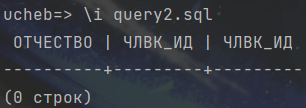 ucheb=> \i query2.sql
 ОТЧЕСТВО | ЧЛВК_ИД | ЧЛВК_ИД
----------+---------+---------
(0 строк)